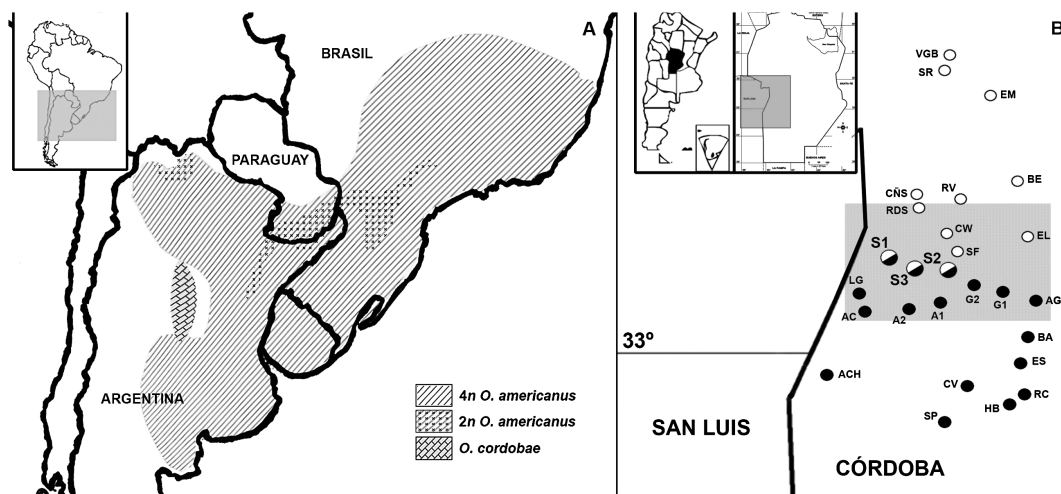 A
BRASIL
PARAGUAY
ARGENTINA
4n O. americanus
2n O. americanus
O. cordobae
B
VGB
SR
EM
BE
CÑS
RV
RDS
CW
EL
S1
S2
SF
S3
LG
G2
G1
AG
AC
A2
A1
33º
BA
ES
ACH
CV
RC
HB
SP
SAN LUIS
CÓRDOBA